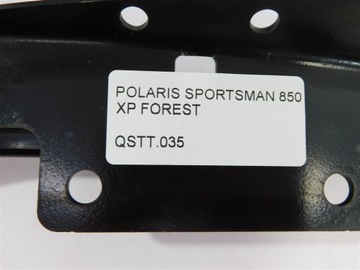 POLARIS SPORTSMAN 850
XP FOREST
QSTT.035